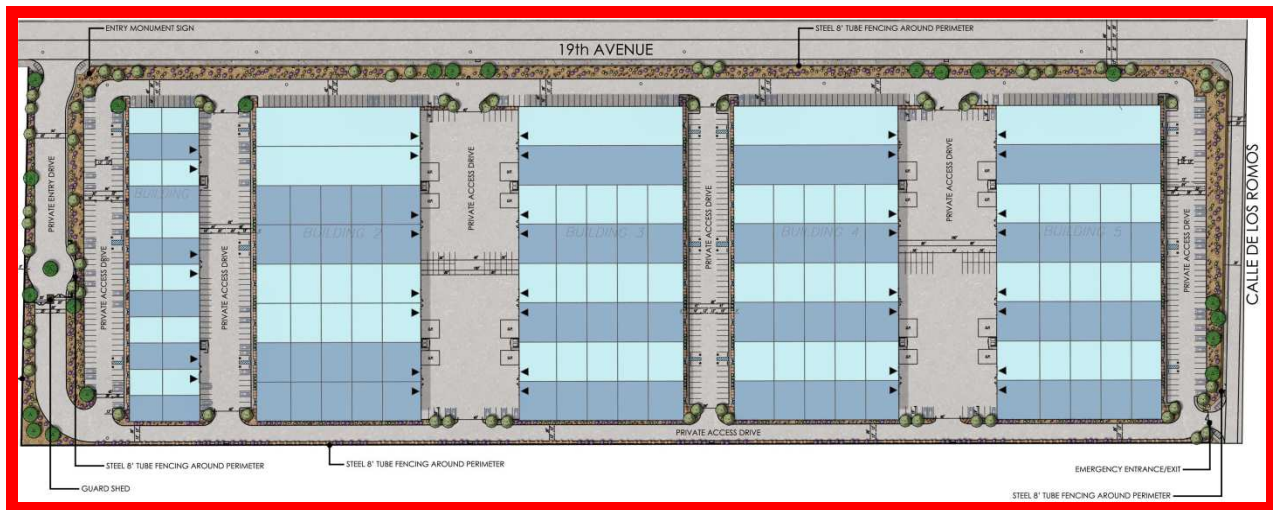 ENTRY MONUMENT SIGN
STEEL 8' TUBE FENCING AROUND PERIMETER
19th AVENUE
CALLE DE LOS ROMOS
PRIVATE ENTRY DRIVE
PRIVATE ACCESS DRIVE
BUILDING
PRIVATE ACCESS DRIVE
BUILDING 2
PRIVATE ACCESS DRIVE
BUILDING 3
PRIVATE ACCESS DRIVE
BUILDING 4
PRIVATE ACCESS DRIVE
BUILDING 5
PRIVATE ACCESS DRIVE
PRIVATE ACCESS DRIVE
STEEL 8' TUBE FENCING AROUND PERIMETER
STEEL 8' TUBE FENCING AROUND PERIMETER
EMERGENCY ENTRANCE/EXIT
GUARD SHED
STEEL 8' TUBE FENCING AROUND PERIMETER